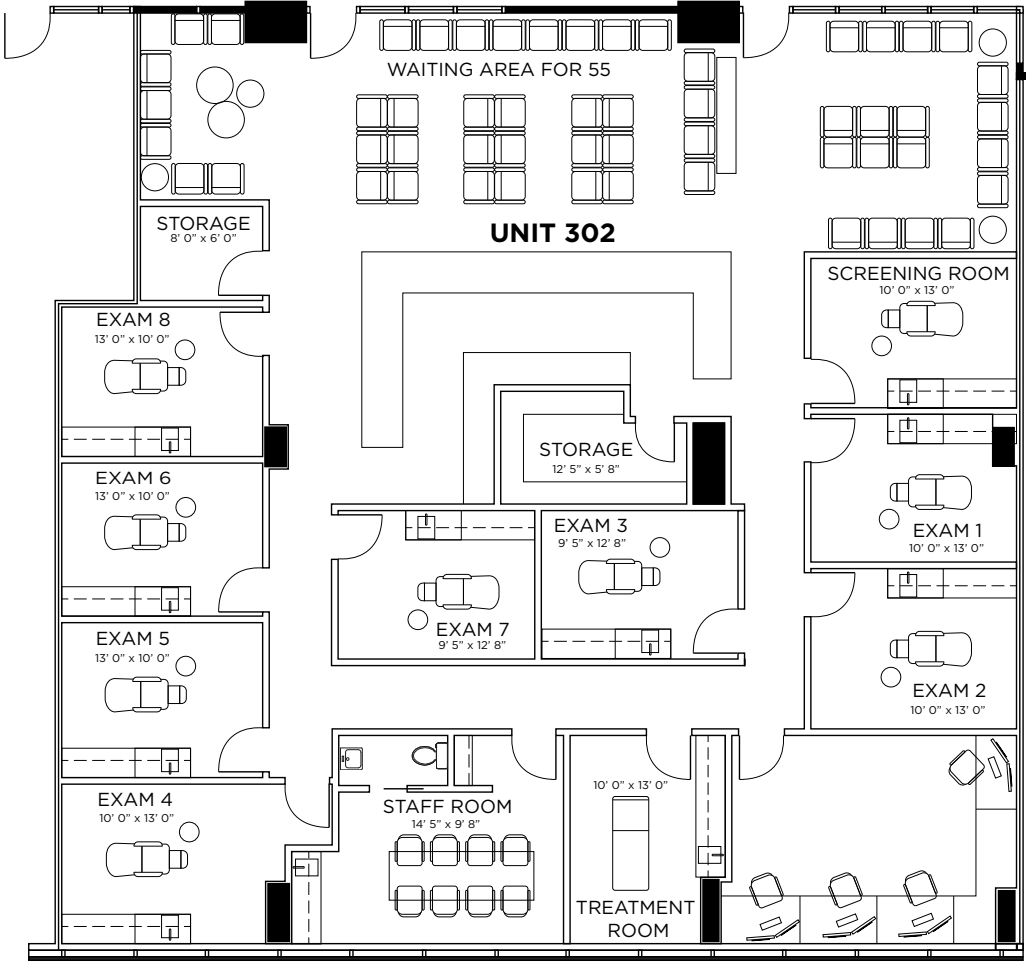 WAITING AREA FOR 55
UNIT 302
STORAGE
8' 0” x 6’ 0”
SCREENING ROOM
10’ 0” x 13’ 0”
EXAM 8
13’ 0” x 10’ 0”
STORAGE
12’ 5” x 5’ 8”
EXAM 6
13’ 0” x 10’ 0”
EXAM 3
9’ 5” x 12’ 8”
EXAM 1
10’ 0” x 13’ 0”
EXAM 5
13’ 0” x 10’ 0”
EXAM 7
9’ 5” x 12’ 8”
EXAM 2
10’ 0” x 13’ 0”
EXAM 4
10’ 0” x 13’ 0”
STAFF ROOM
14’ 5” x 9’ 8”
10’ 0” x 13’ 0”
TREATMENT
ROOM